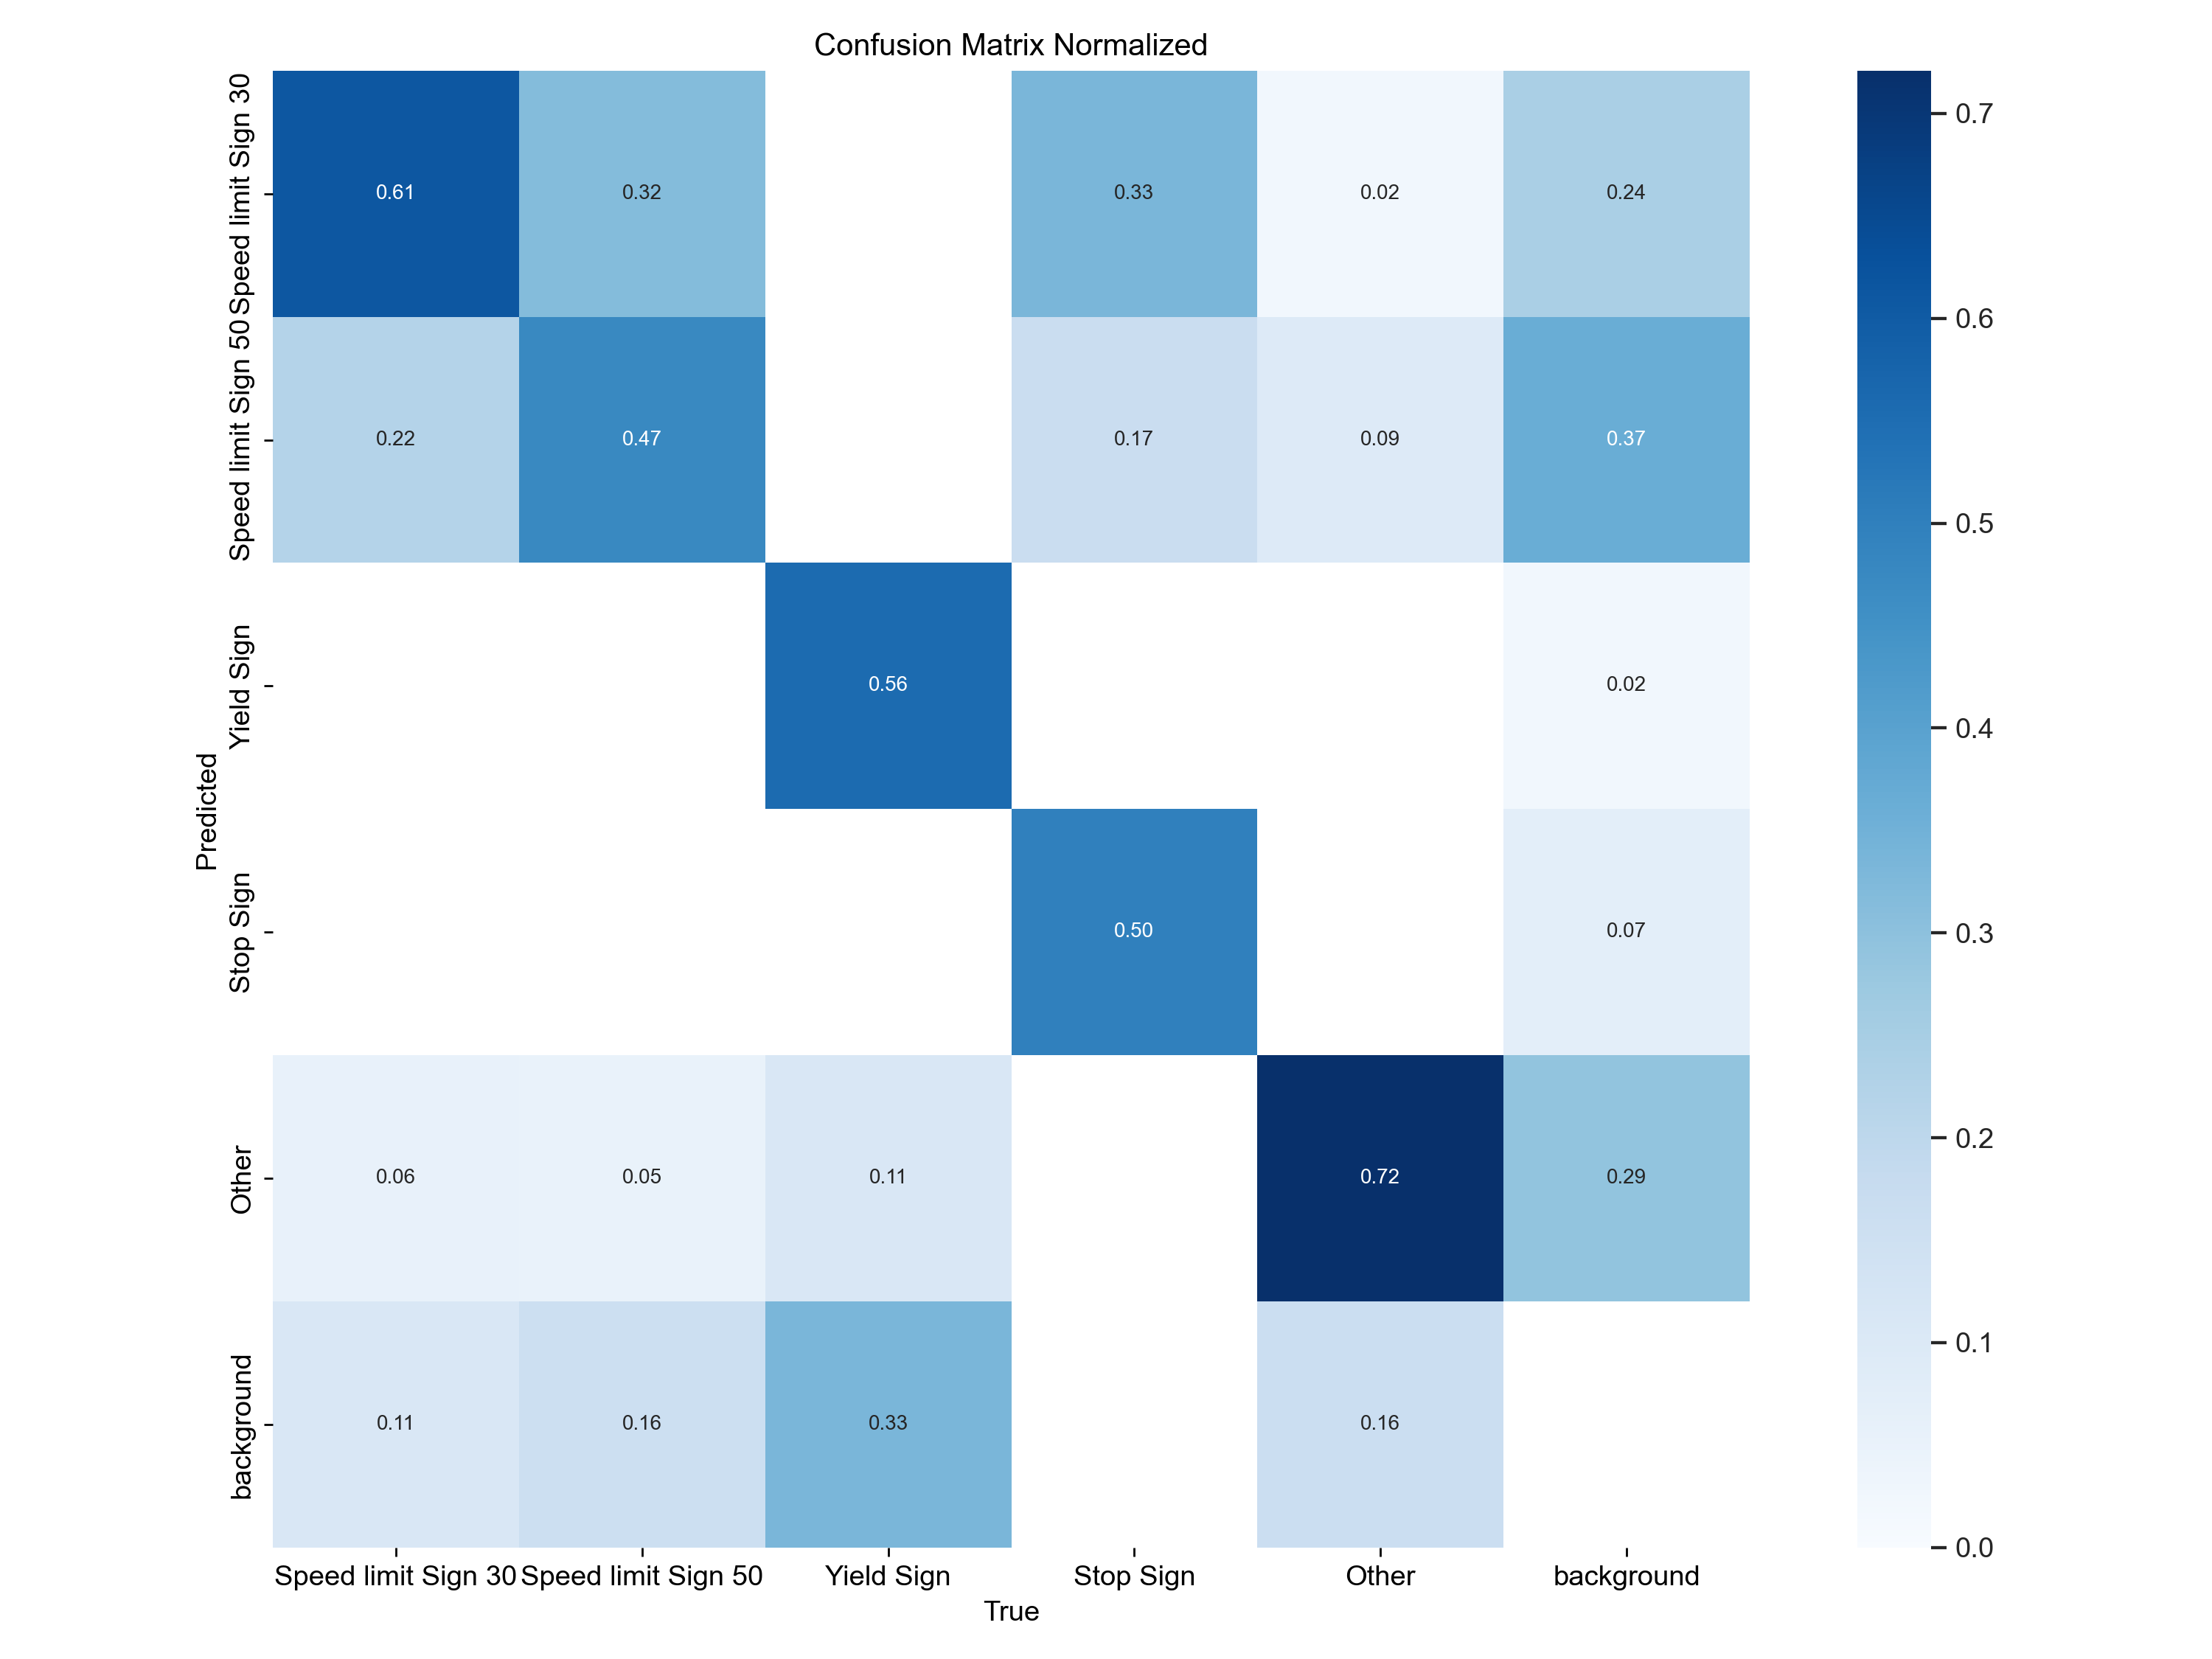 Confusion Matrix Normalized
Speed limit Sign 30
0.61
0.32
0.33
0.02
0.24
Speed limit Sign 50
0.22
0.47
0.17
0.09
0.37
Yield Sign
0.56
0.02
Stop Sign
0.50
0.07
Other
0.06
0.05
0.11
0.72
0.29
background
0.11
0.16
0.33
0.16
Predicted
Speed limit Sign 30
Speed limit Sign 50
Yield Sign
Stop Sign
Other
background
True
0.7
0.6
0.5
0.4
0.3
0.2
0.1
0.0